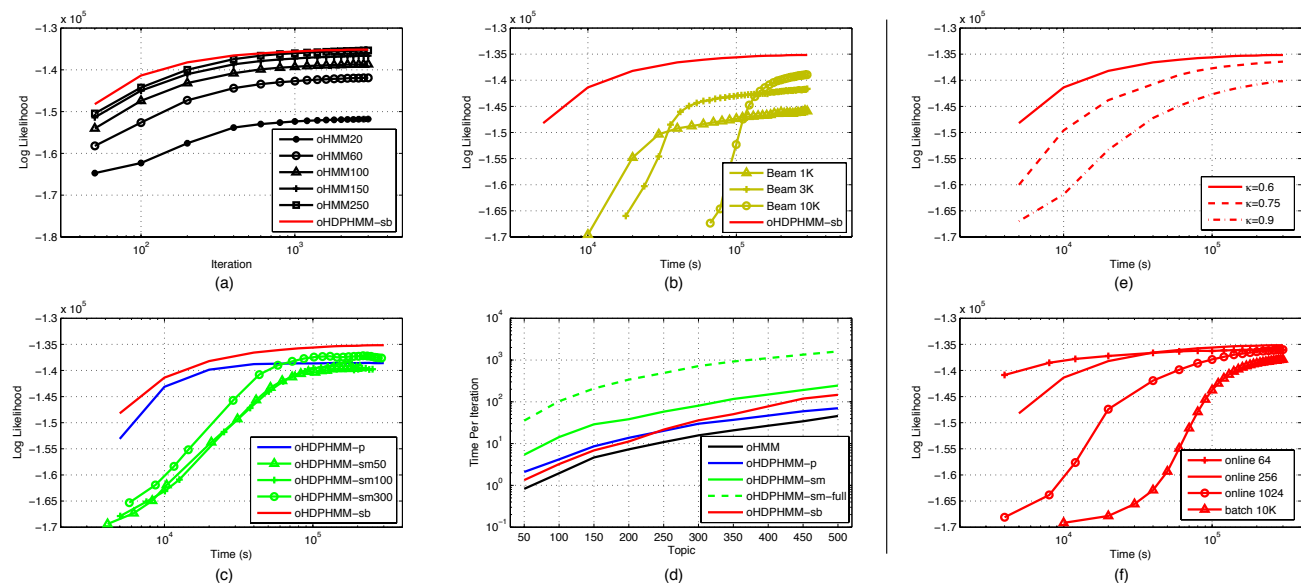 x 10^5
−1.3
−1.4
−1.5
−1.6
−1.7
−1.8
Log Likelihood
10^2
10^3
Iteration
oHMM20
oHMM60
oHMM100
oHMM150
oHMM250
oHDPHMM−sb
(a)
x 10^5
−1.3
−1.35
−1.4
−1.45
−1.5
−1.55
−1.6
−1.65
−1.7
Log Likelihood
10^4
10^5
Time (s)
Beam 1K
Beam 3K
Beam 10K
oHDPHMM−sb
(b)
x 10^5
−1.3
−1.35
−1.4
−1.45
−1.5
−1.55
−1.6
−1.65
−1.7
Log Likelihood
10^4
10^5
Time (s)
κ=0.6
κ=0.75
κ=0.9
(e)
x 10^5
−1.3
−1.35
−1.4
−1.45
−1.5
−1.55
−1.6
−1.65
−1.7
Log Likelihood
10^4
10^5
Time (s)
oHDPHMM−p
oHDPHMM−sm50
oHDPHMM−sm100
oHDPHMM−sm300
oHDPHMM−sb
(c)
10^4
10^3
10^2
10^1
10^0
10^−1
Time Per Iteration
50 100 150 200 250 300 350 400 450 500
Topic
oHMM
oHDPHMM−p
oHDPHMM−sm
oHDPHMM−sm−full
oHDPHMM−sb
(d)
x 10^5
−1.3
−1.35
−1.4
−1.45
−1.5
−1.55
−1.6
−1.65
−1.7
Log Likelihood
10^4
10^5
Time (s)
online 64
online 256
online 1024
batch 10K
(f)